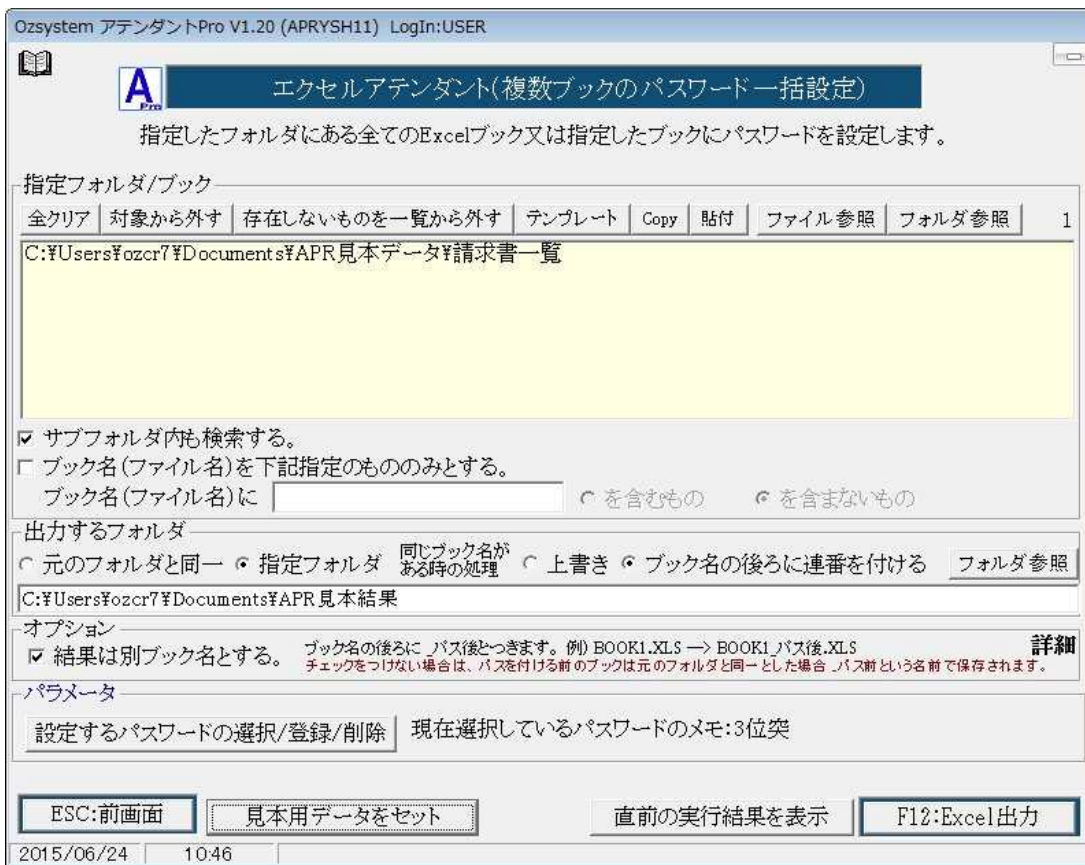 Ozsystem アテンダントPro V1.20 (APRYSH11) LogIn:USER
A Pro
エクセルアテンダント(複数ブックのパスワード一括設定)
指定したフォルダにある全てのExcelブック又は指定したブックにパスワードを設定します。
指定フォルダ/ブック
全クリア 対象から外す 存在しないものを一覧から外す テンプレート Copy 貼付 ファイル参照 フォルダ参照 1
C:¥Users¥ozcr7¥Documents¥APR見本データ¥請求書一覧
サブフォルダ内も検索する。
ブック名(ファイル名)を下記指定のもののみとする。
ブック名(ファイル名)に を含むもの を含まないもの
出力するフォルダ
元のフォルダと同一 指定フォルダ 同じブック名がある時の処理 上書き ブック名の後ろに連番を付ける フォルダ参照
C:¥Users¥ozcr7¥Documents¥APR見本結果
オプション
結果は別ブック名とする。 ブック名の後ろに _パス後とつきます。例) BOOK1.XLS ―> BOOK1_パス後.XLS 詳細
チェックをつけない場合は、パスを付ける前のブックは元のフォルダと同一とした場合 _パス前という名前で保存されます。
パラメータ
設定するパスワードの選択/登録/削除 現在選択しているパスワードのメモ:3位突
ESC:前画面 見本用データをセット 直前の実行結果を表示 F12:Excel出力
2015/06/24 10:46